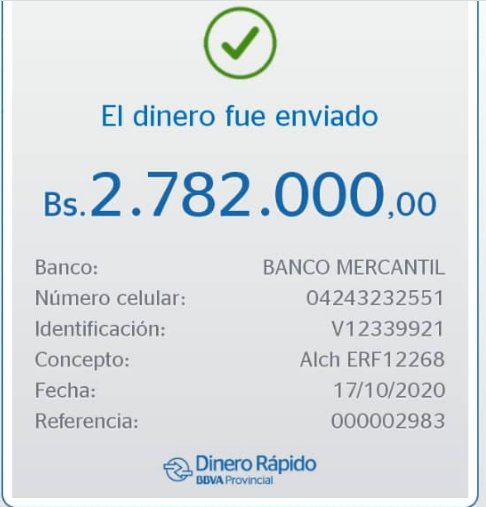 El dinero fue enviado
Bs.2.782.000,00
Banco: BANCO MERCANTIL
Número celular: 04243232551
Identificación: V12339921
Concepto: Alch ERF12268
Fecha: 17/10/2020
Referencia: 000002983
Dinero Rápido
BBVA Provincial